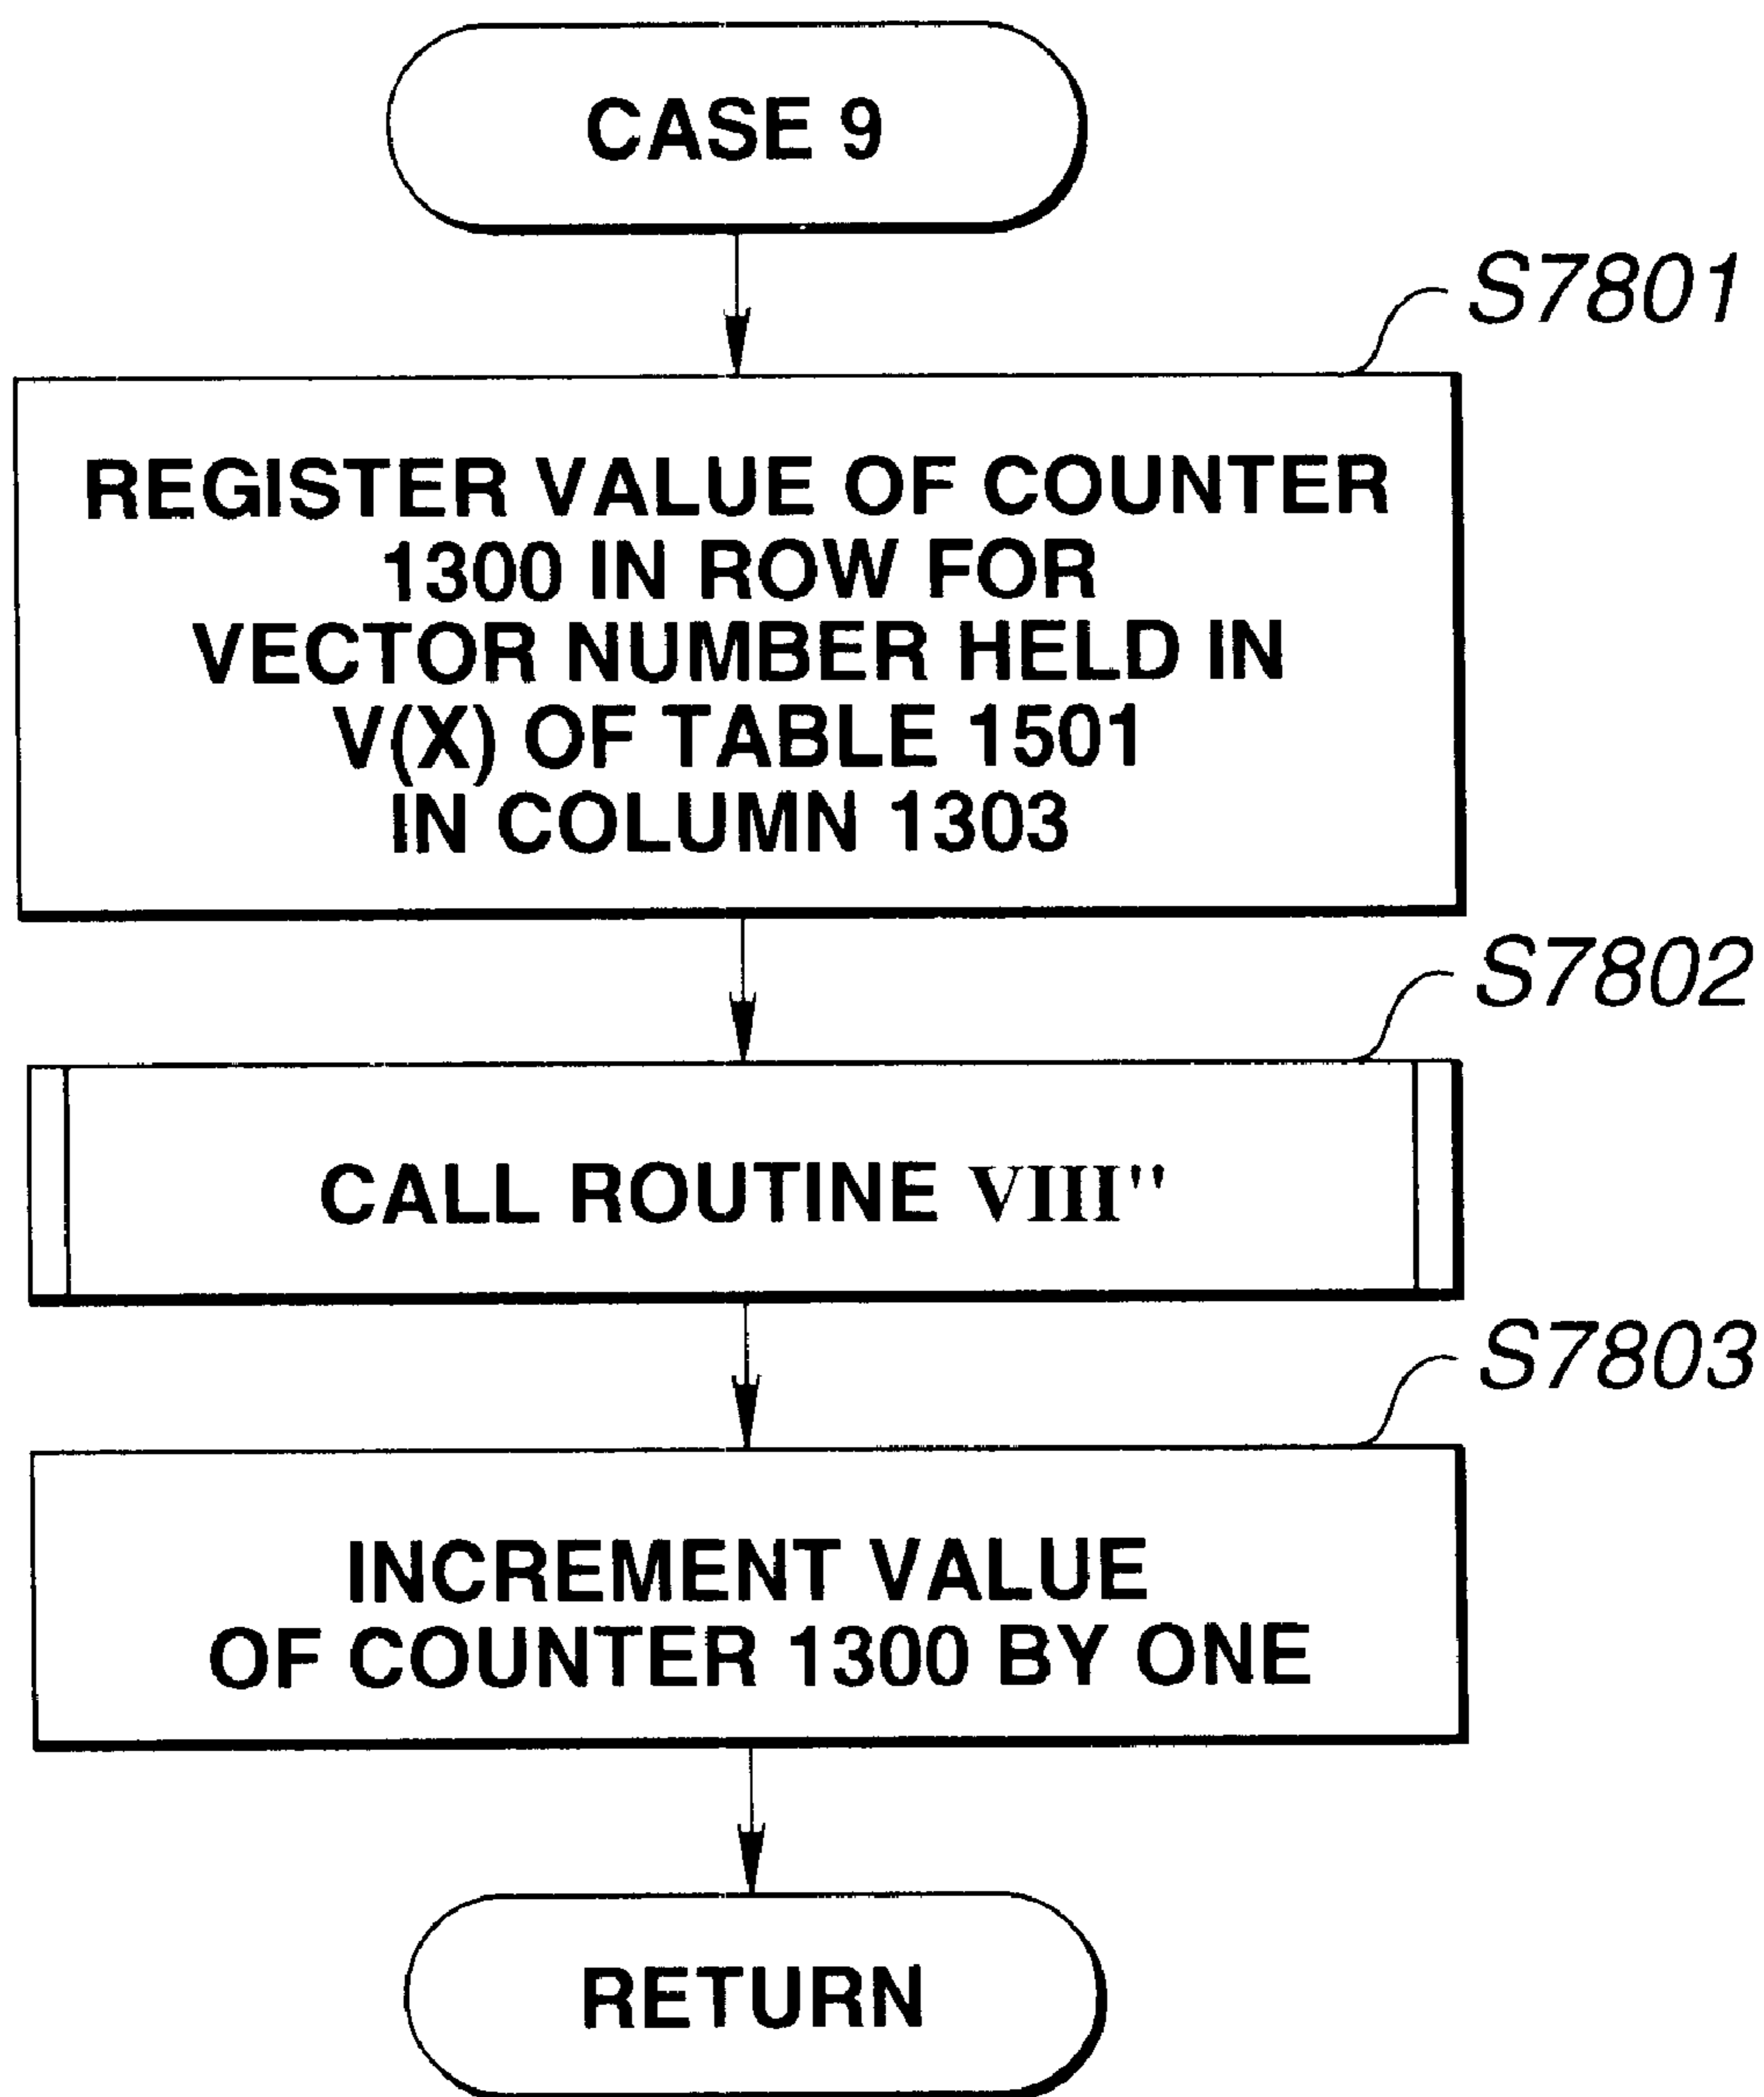 CASE 9
S7801
REGISTER VALUE OF COUNTER
1300 IN ROW FOR
VECTOR NUMBER HELD IN
V(X) OF TABLE 1501
IN COLUMN 1303
S7802
CALL ROUTINE VIII''
S7803
INCREMENT VALUE
OF COUNTER 1300 BY ONE
RETURN